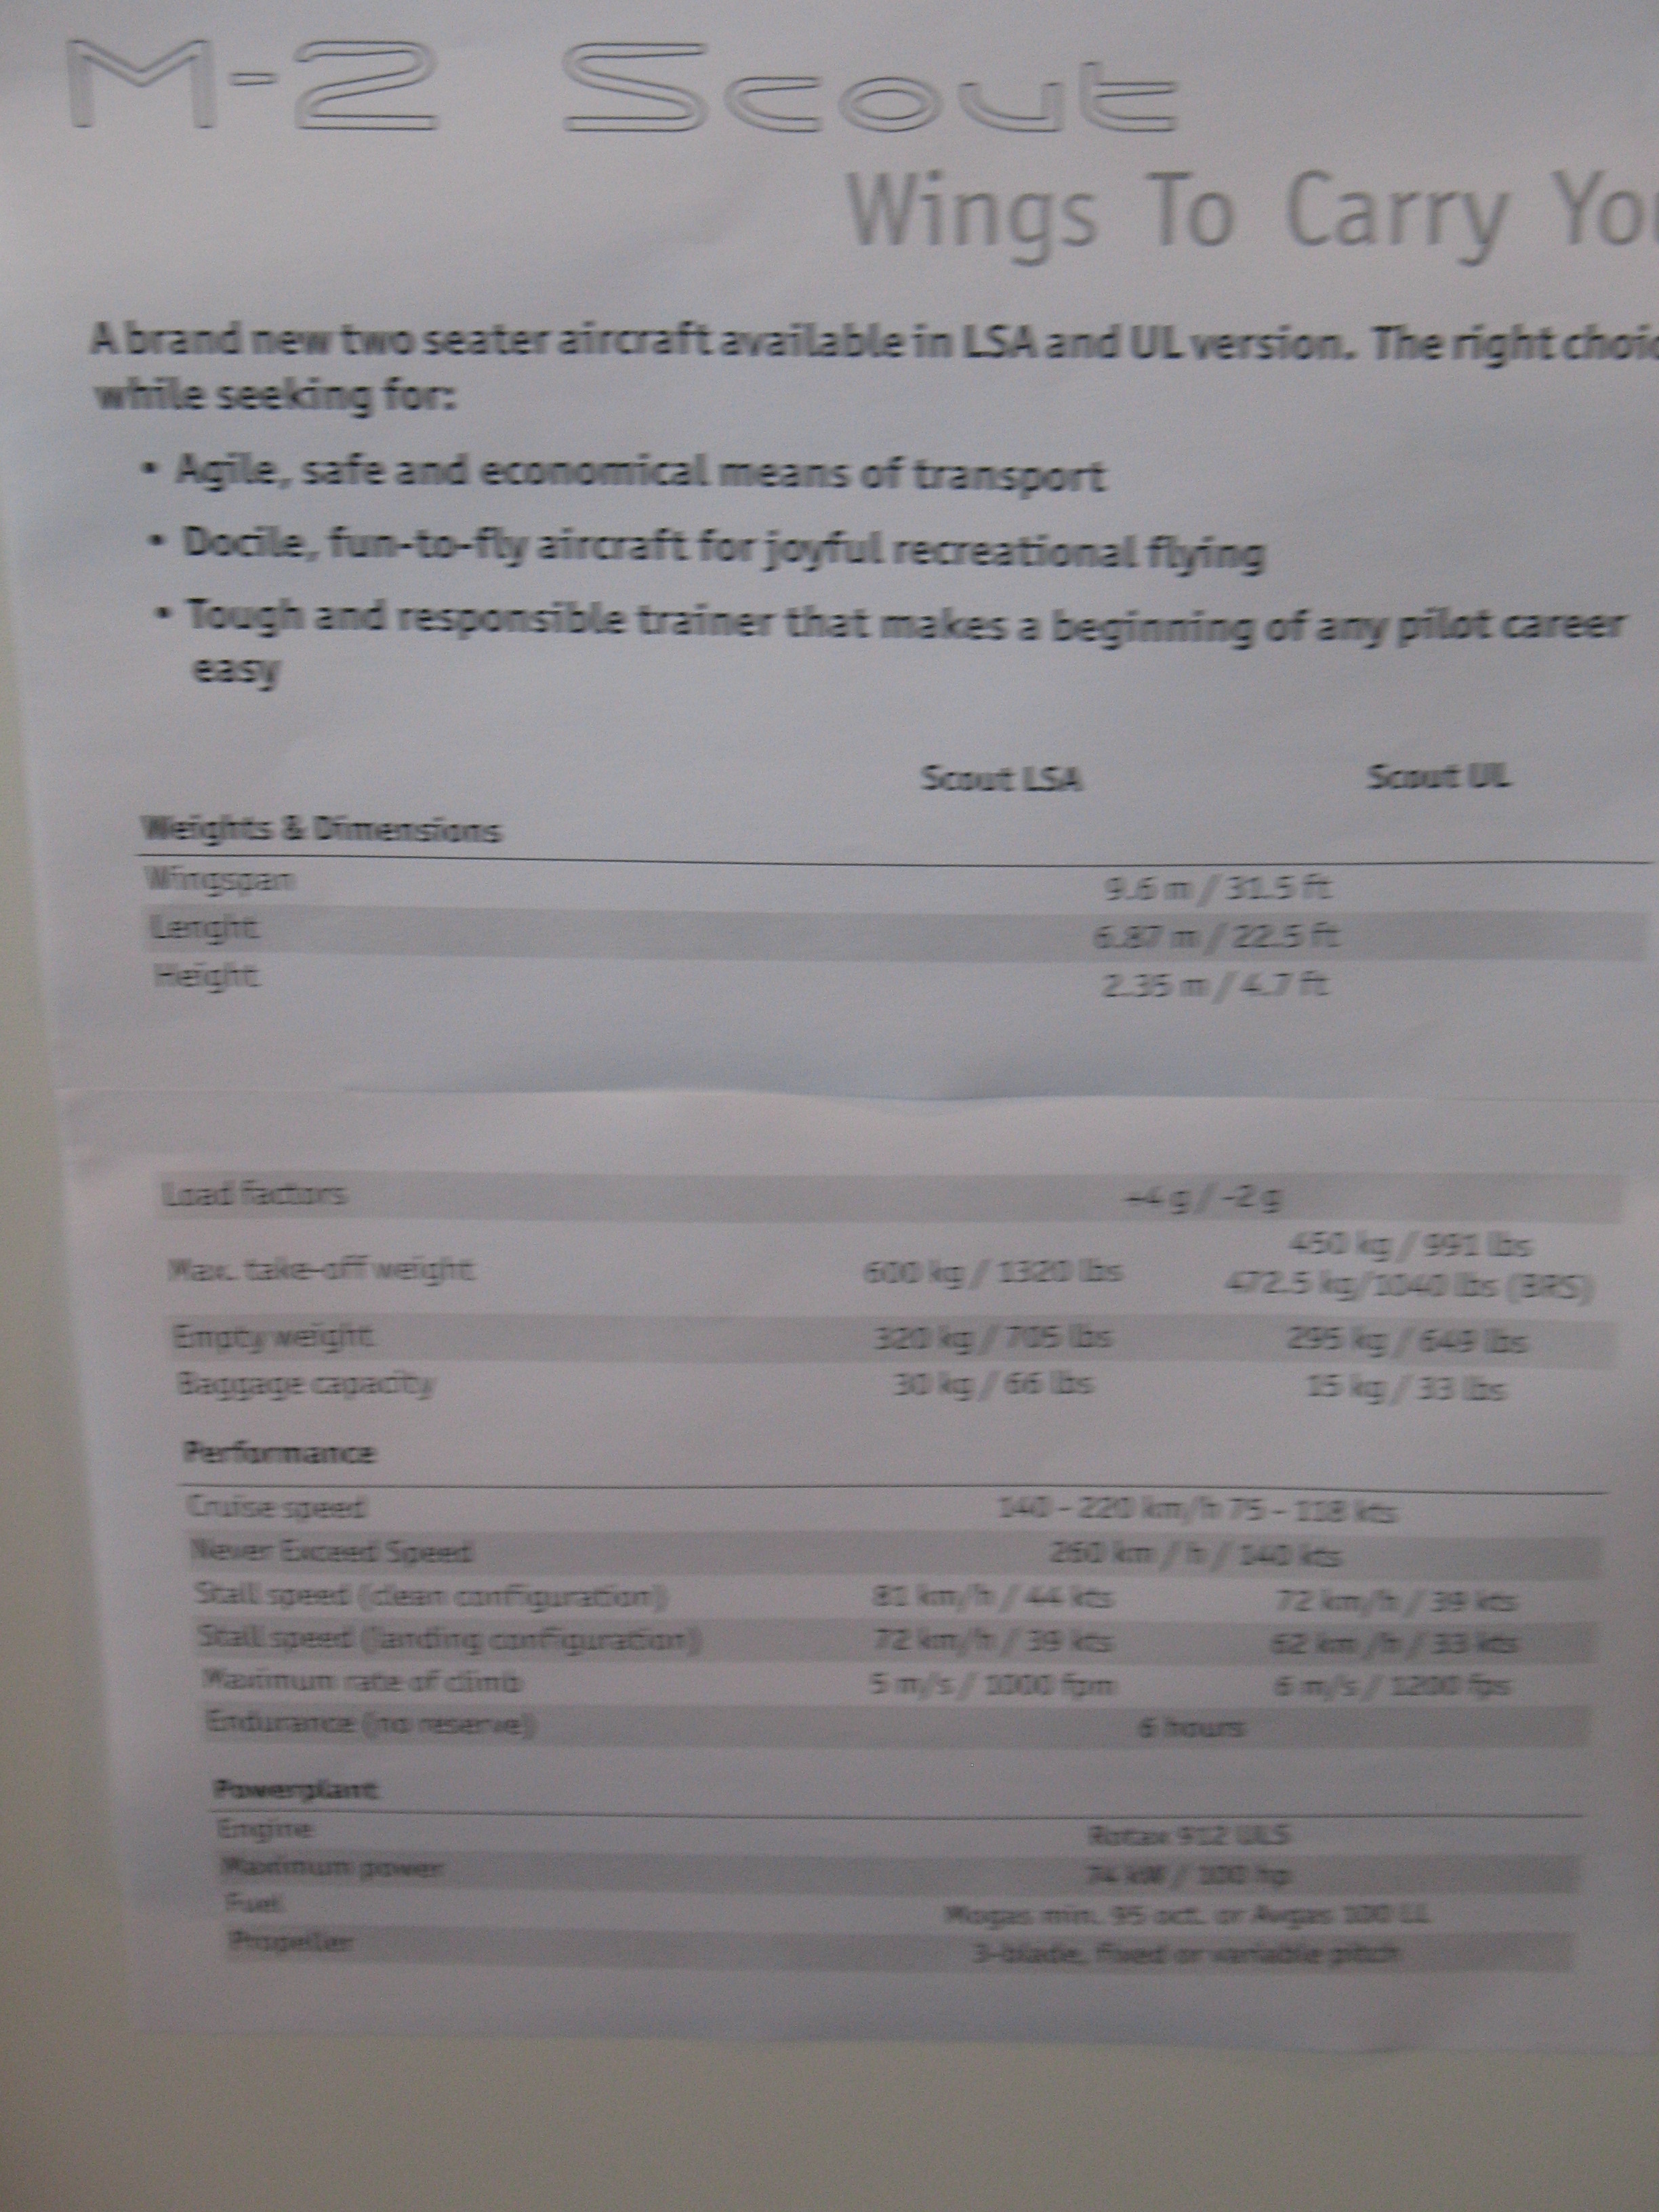 M-2 Scout
Wings To Carry You
A brand new two seater aircraft available in LSA and UL version. The right choic
while seeking for:
• Agile, safe and economical means of transport
• Docile, fun-to-fly aircraft for joyful recreational flying
• Tough and responsible trainer that makes a beginning of any pilot career
easy
Scout LSA Scout UL
Weights & Dimensions
Wingspan 9.6 m / 31.5 ft
Lenght 6.87 m / 22.5 ft
Height 2.35 m / 4.7 ft
Load factors +4 g / -2 g
Max. take-off weight 600 kg / 1320 lbs 450 kg / 991 lbs
472.5 kg/1040 lbs (BRS)
Empty weight 320 kg / 705 lbs 295 kg / 649 lbs
Baggage capacity 30 kg / 66 lbs 15 kg / 33 lbs
Performance
Cruise speed 140 - 220 km/h 75 - 118 kts
Never Exceed Speed 260 km / h / 140 kts
Stall speed (clean configuration) 81 km/h / 44 kts 72 km/h / 39 kts
Stall speed (landing configuration) 72 km/h / 39 kts 62 km /h / 33 kts
Maximum rate of climb 5 m/s / 1000 fpm 6 m/s / 1200 fps
Endurance (no reserve) 6 hours
Powerplant
Engine Rotax 912 ULS
Maximum power 74 kW / 100 hp
Fuel Mogas min. 95 oct. or Avgas 100 LL
Propeller 3-blade, fixed or variable pitch